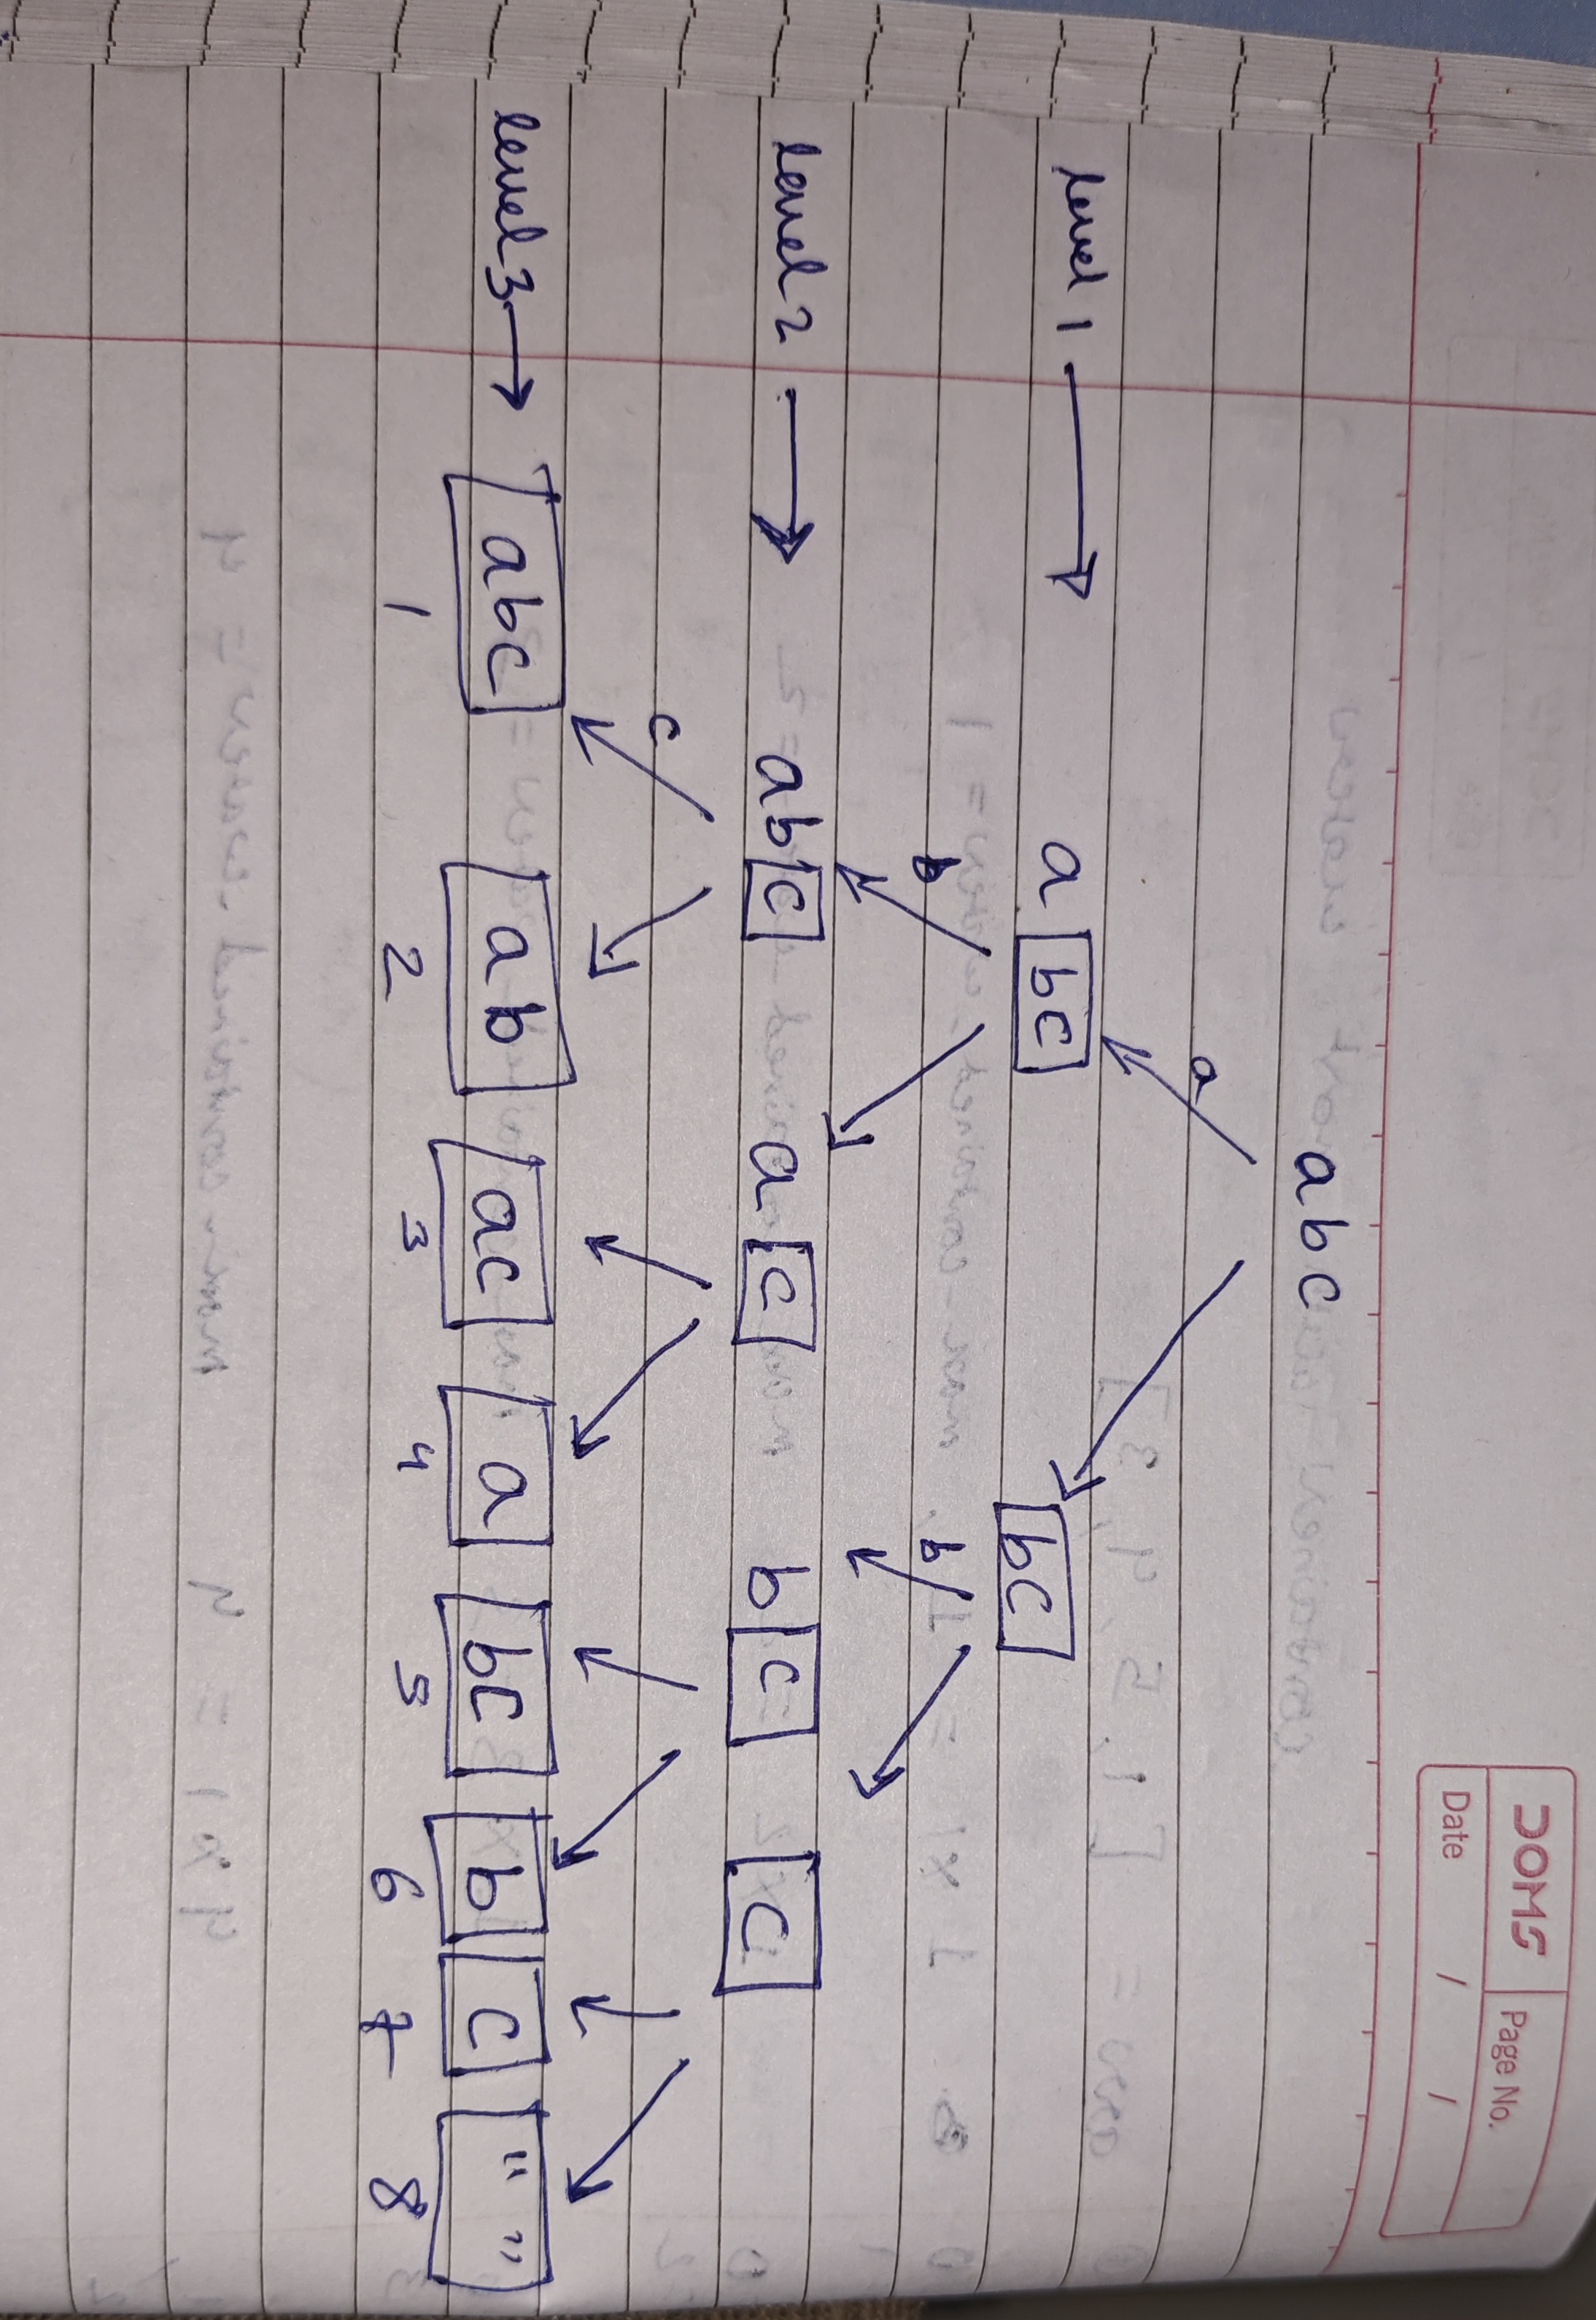 DOMS Page No.
Date / /
abc
a
level 1 → a bc bc
b b
level 2 → ab c a c b c c
c
level 3 → abc ab ac a bc b c " "
1 2 3 4 5 6 7 8